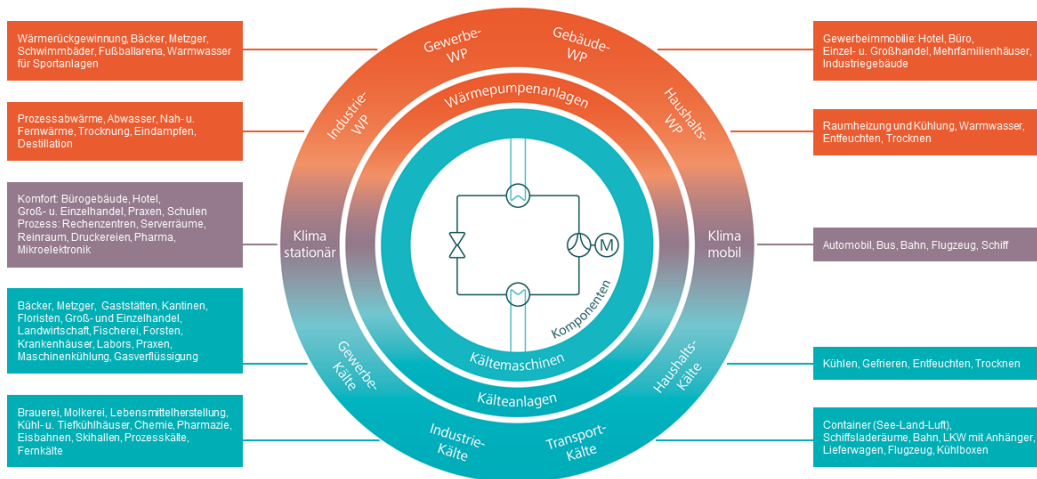 Wärmerückgewinnung, Bäcker, Metzger,
Schwimmbäder, Fußballarena, Warmwasser
für Sportanlagen
Prozessabwärme, Abwasser, Nah- u.
Fernwärme, Trocknung, Eindampfen,
Destillation
Komfort: Bürogebäude, Hotel,
Groß- u. Einzelhandel, Praxen, Schulen
Prozess: Rechenzentren, Serverräume,
Reinraum, Druckereien, Pharma,
Mikroelektronik
Bäcker, Metzger, Gaststätten, Kantinen,
Floristen, Groß- und Einzelhandel,
Landwirtschaft, Fischerei, Forsten,
Krankenhäuser, Labors, Praxen,
Maschinenkühlung, Gasverflüssigung
Brauerei, Molkerei, Lebensmittelherstellung,
Kühl- u. Tiefkühlhäuser, Chemie, Pharmazie,
Eisbahnen, Skihallen, Prozesskälte,
Fernkälte
Gewerbe-
WP
Gebäude-
WP
Industrie-
WP
Haushalts-
WP
Wärmepumpenanlagen
Klima
stationär
Klima
mobil
M
Komponenten
Kältemaschinen
Kälteanlagen
Gewerbe-
Kälte
Haushalts-
Kälte
Industrie-
Kälte
Transport-
Kälte
Gewerbeimmobilie: Hotel, Büro,
Einzel- u. Großhandel, Mehrfamilienhäuser,
Industriegebäude
Raumheizung und Kühlung, Warmwasser,
Entfeuchten, Trocknen
Automobil, Bus, Bahn, Flugzeug, Schiff
Kühlen, Gefrieren, Entfeuchten, Trocknen
Container (See-Land-Luft),
Schiffsladeräume, Bahn, LKW mit Anhänger,
Lieferwagen, Flugzeug, Kühlboxen